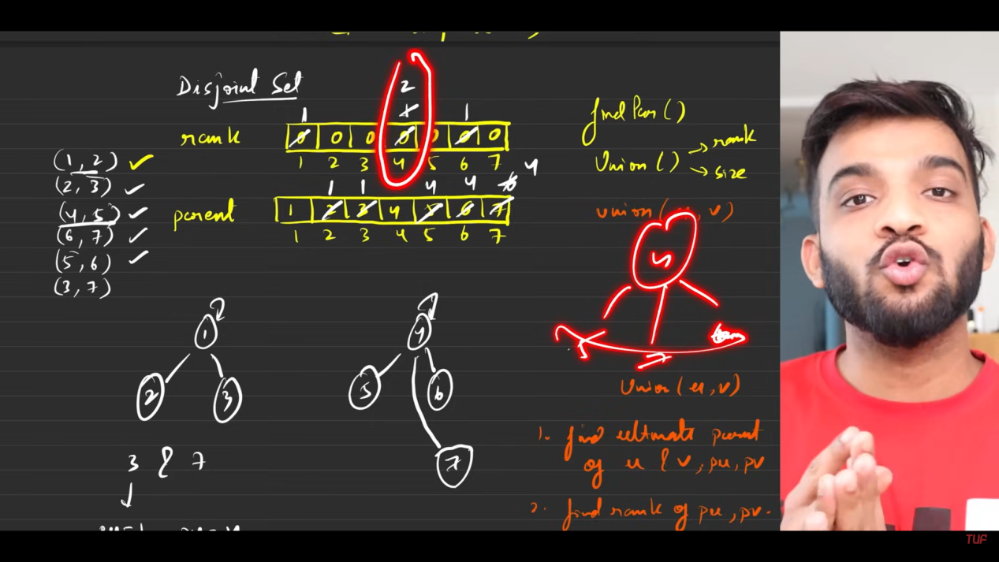 Disjoint Set
2
1 1 1
rank 0 0 0 0 0 0 0
1 2 3 4 5 6 7
1 1 4 4 6 4
parent 1 2 3 4 5 6 7
1 2 3 4 5 6 7
(1, 2) ✓
(2, 3) ✓
(4, 5) ✓
(6, 7) ✓
(5, 6) ✓
(3, 7)
findPar()
Union() → rank
→ size
union(u, v)
4
5 7
1
2 3
4
5 6
7
3 & 7
Union(u, v)
1. find ultimate parent
of u & v, pu, pv
2. find rank of pu, pv.
TUF